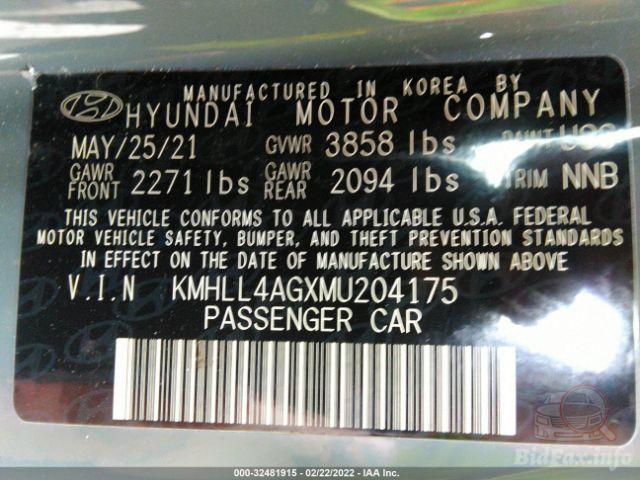 MANUFACTURED IN KOREA BY
HYUNDAI MOTOR COMPANY
MAY/25/21 GVWR 3858 lbs PAINT
GAWR FRONT 2271 lbs GAWR REAR 2094 lbs TRIM NNB
THIS VEHICLE CONFORMS TO ALL APPLICABLE U.S.A. FEDERAL
MOTOR VEHICLE SAFETY, BUMPER, AND THEFT PREVENTION STANDARDS
IN EFFECT ON THE DATE OF MANUFACTURE SHOWN ABOVE
V.I.N KMHLL4AGXMU204175
PASSENGER CAR
BidFax.info
000-32481915 - 02/22/2022 - IAA Inc.